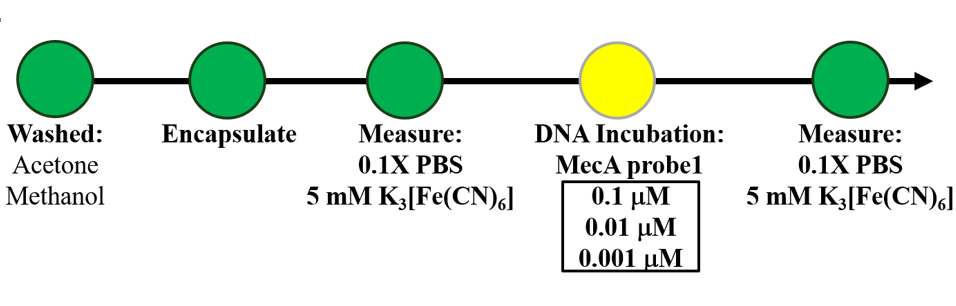 Washed:
Acetone
Methanol
Encapsulate
Measure:
0.1X PBS
5 mM K₃[Fe(CN)₆]
DNA Incubation:
MecA probe1
0.1 μM
0.01 μM
0.001 μM
Measure:
0.1X PBS
5 mM K₃[Fe(CN)₆]